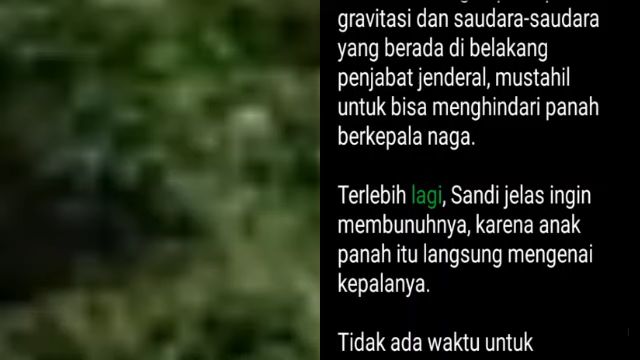 gravitasi dan saudara-saudara
yang berada di belakang
penjabat jenderal, mustahil
untuk bisa menghindari panah
berkepala naga.
Terlebih lagi, Sandi jelas ingin
membunuhnya, karena anak
panah itu langsung mengenai
kepalanya.
Tidak ada waktu untuk